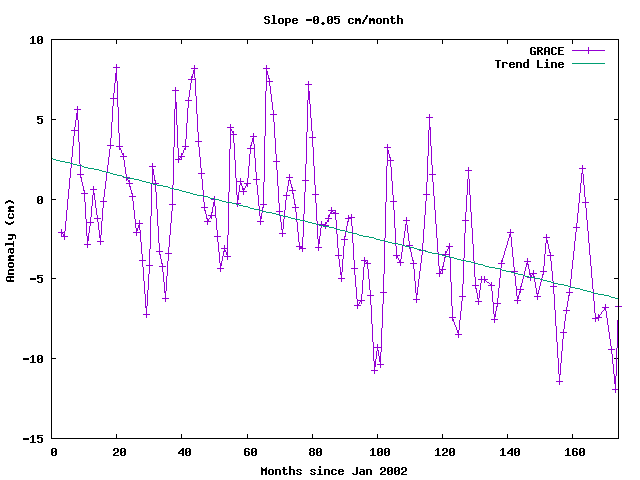 Slope -0.05 cm/month
GRACE
Trend Line
10
5
0
-5
-10
-15
Anomaly (cm)
0 20 40 60 80 100 120 140 160
Months since Jan 2002